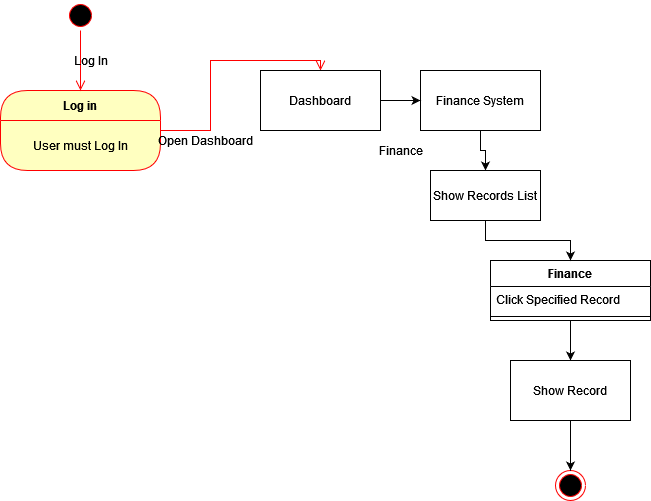 Log In
Log in
User must Log In
Open Dashboard
Dashboard
Finance System
Finance
Show Records List
Finance
Click Specified Record
Show Record